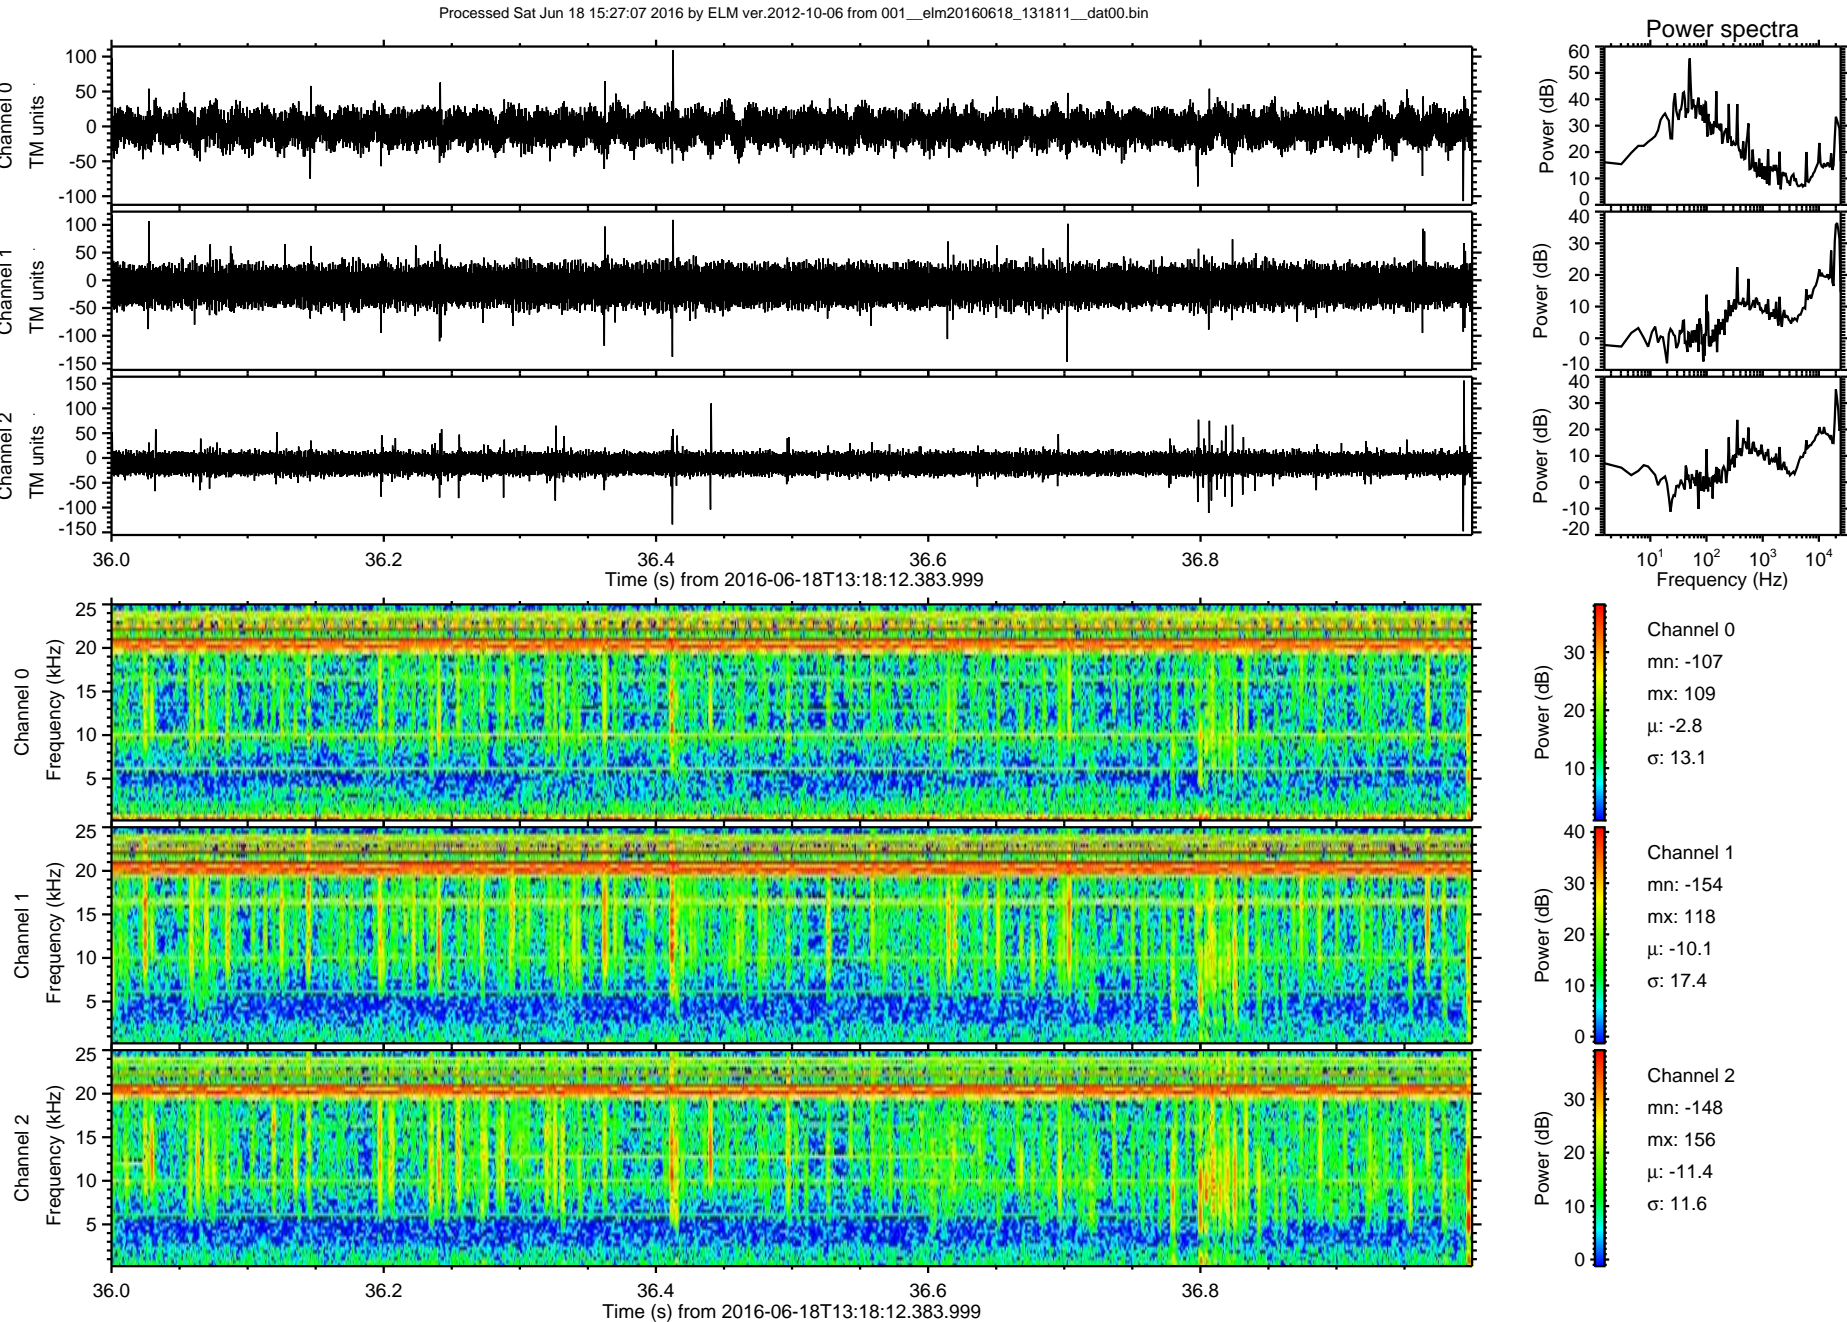 Processed Sat Jun 18 15:27:07 2016 by ELM ver.2012-10-06 from 001__elm20160618_131811__dat00.bin
Power spectra
Channel 0
TM units
100
50
0
-50
-100
Power (dB)
60
50
40
30
20
10
0
Channel 1
TM units
100
50
0
-50
-100
-150
Power (dB)
40
30
20
10
0
-10
Channel 2
TM units
150
100
50
0
-50
-100
-150
Power (dB)
40
30
20
10
0
-10
-20
36.0 36.2 36.4 36.6 36.8
Time (s) from 2016-06-18T13:18:12.383.999
10¹ 10² 10³ 10⁴
Frequency (Hz)
Channel 0
Frequency (kHz)
25
20
15
10
5
Power (dB)
30
20
10
Channel 0
mn: -107
mx: 109
μ: -2.8
σ: 13.1
Channel 1
Frequency (kHz)
25
20
15
10
5
Power (dB)
40
30
20
10
0
Channel 1
mn: -154
mx: 118
μ: -10.1
σ: 17.4
Channel 2
Frequency (kHz)
25
20
15
10
5
Power (dB)
30
20
10
0
Channel 2
mn: -148
mx: 156
μ: -11.4
σ: 11.6
36.0 36.2 36.4 36.6 36.8
Time (s) from 2016-06-18T13:18:12.383.999